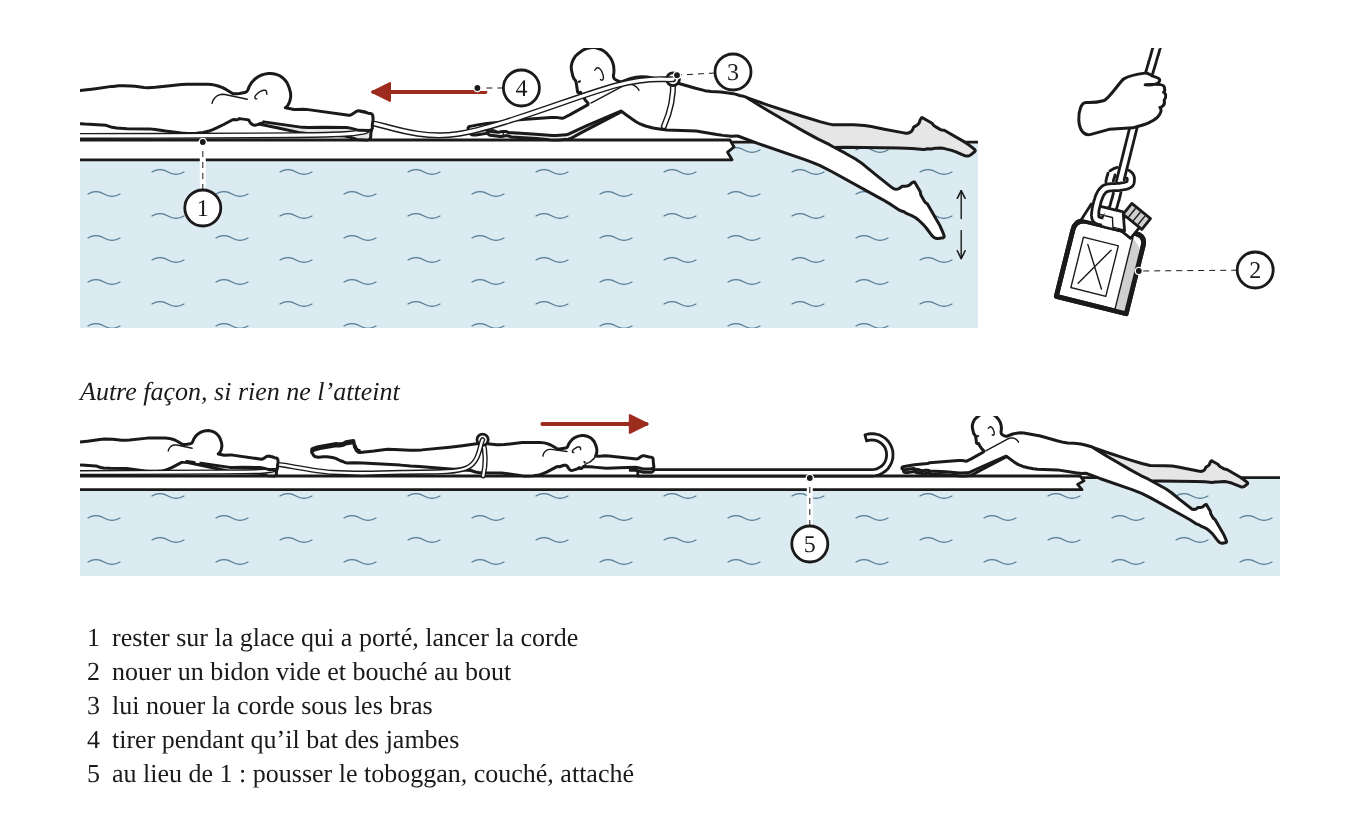 4
3
1
2
Autre façon, si rien ne l’atteint
5
1 rester sur la glace qui a porté, lancer la corde
2 nouer un bidon vide et bouché au bout
3 lui nouer la corde sous les bras
4 tirer pendant qu’il bat des jambes
5 au lieu de 1 : pousser le toboggan, couché, attaché